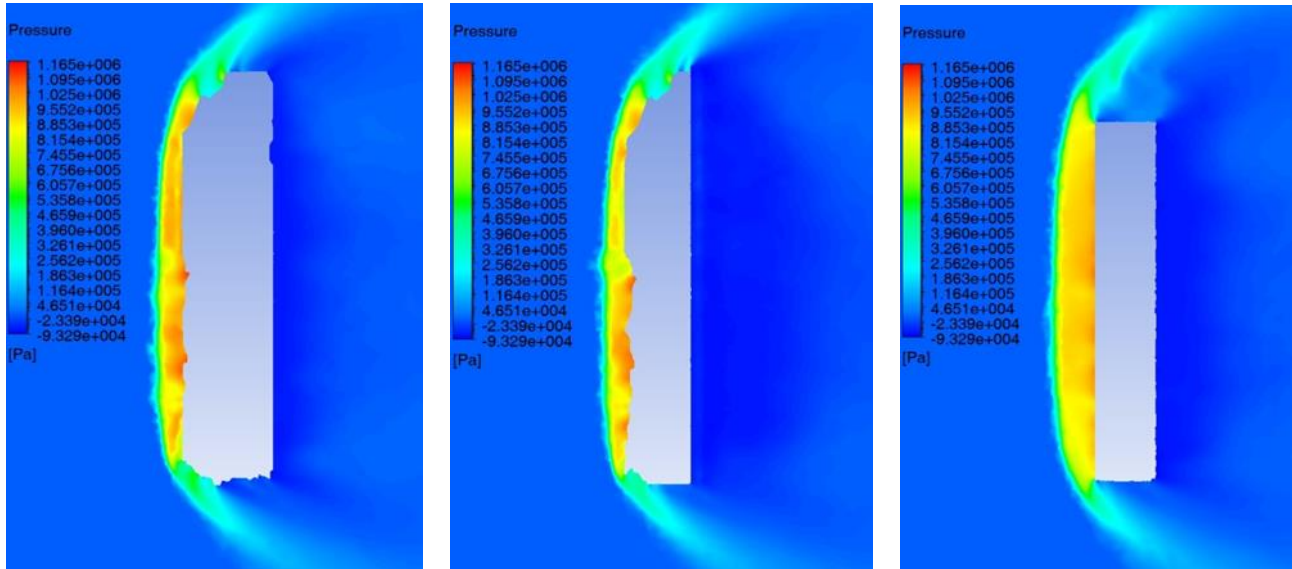 Pressure
1.165e+006
1.095e+006
1.025e+006
9.552e+005
8.853e+005
8.154e+005
7.455e+005
6.756e+005
6.057e+005
5.358e+005
4.659e+005
3.960e+005
3.261e+005
2.562e+005
1.863e+005
1.164e+005
4.651e+004
-2.339e+004
-9.329e+004
[Pa]
Pressure
1.165e+006
1.095e+006
1.025e+006
9.552e+005
8.853e+005
8.154e+005
7.455e+005
6.756e+005
6.057e+005
5.358e+005
4.659e+005
3.960e+005
3.261e+005
2.562e+005
1.863e+005
1.164e+005
4.651e+004
-2.339e+004
-9.329e+004
[Pa]
Pressure
1.165e+006
1.095e+006
1.025e+006
9.552e+005
8.853e+005
8.154e+005
7.455e+005
6.756e+005
6.057e+005
5.358e+005
4.659e+005
3.960e+005
3.261e+005
2.562e+005
1.863e+005
1.164e+005
4.651e+004
-2.339e+004
-9.329e+004
[Pa]